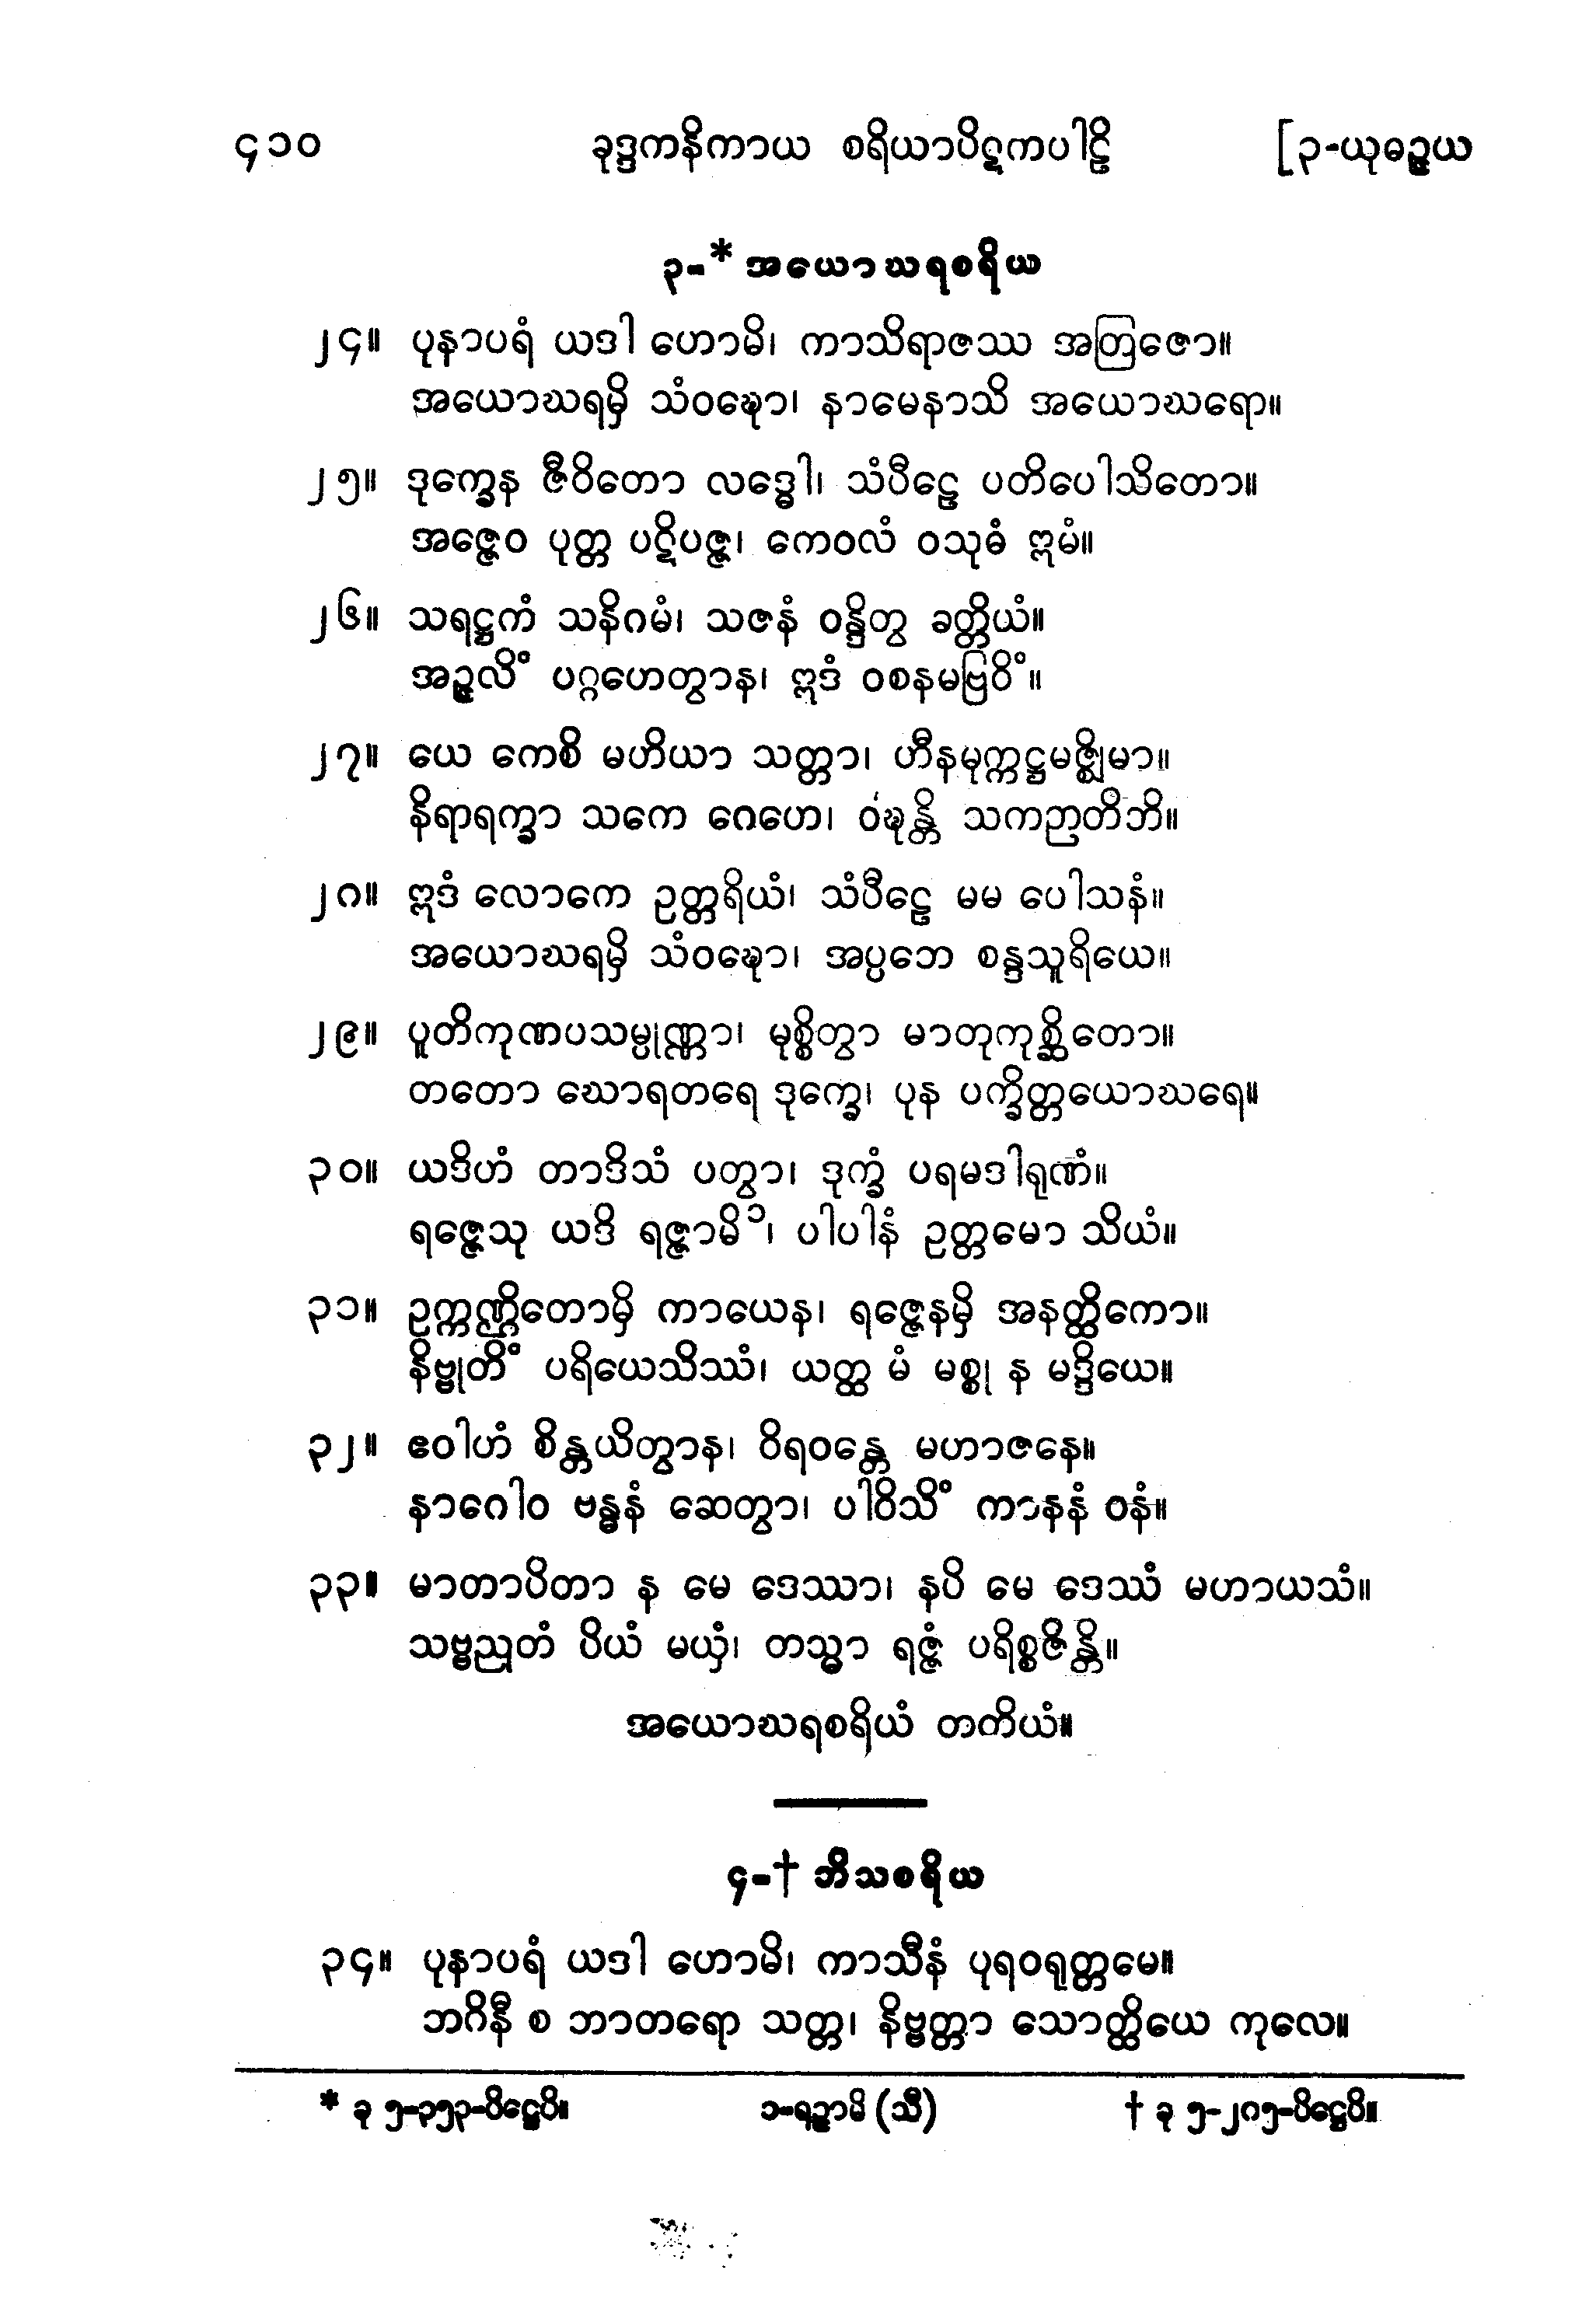 ၄၁၀ ခုဒ္ဒကနိကာယ စရိယာပိဋကပါဠိ [၃-ယုဓဉ္ဇယ
၃-* အယောဃရစရိယ
၂၄။ ပုနာပရံ ယဒါ ဟောမိ၊ ကာသိရာဇဿ အတြဇော။
အယောဃရမှိ သံဝဍ္ဎော၊ နာမေနာသိ အယောဃရော။
၂၅။ ဒုက္ခေန ဇီဝိတော လဒ္ဓေါ၊ သံပီဠေ ပတိပေါသိတော။
အဇ္ဇေဝ ပုတ္တ ပဋိပဇ္ဇ၊ ကေဝလံ ဝသုဓံ ဣမံ။
၂၆။ သရဋ္ဌကံ သနိဂမံ၊ သဇနံ ဝန္ဒိတွ ခတ္တိယံ။
အဉ္ဇလိံ ပဂ္ဂဟေတွာန၊ ဣဒံ ဝစနမဗြဝိံ။
၂၇။ ယေ ကေစိ မဟိယာ သတ္တာ၊ ဟီနမုက္ကဋ္ဌမဇ္ဈိမာ။
နိရာရက္ခာ သကေ ဂေဟေ၊ ဝဍ္ဎန္တိ သကဉာတိဘိ။
၂၈။ ဣဒံ လောကေ ဥတ္တရိယံ၊ သံပီဠေ မမ ပေါသနံ။
အယောဃရမှိ သံဝဍ္ဎော၊ အပ္ပဘေ စန္ဒသူရိယေ။
၂၉။ ပူတိကုဏပသမ္ပုဏ္ဏာ၊ မုစ္စိတွာ မာတုကုစ္ဆိတော။
တတော ဃောရတရေ ဒုက္ခေ၊ ပုန ပက္ခိတ္တယောဃရေ။
၃၀။ ယဒိဟံ တာဒိသံ ပတွာ၊ ဒုက္ခံ ပရမဒါရုဏံ။
ရဇ္ဇေသု ယဒိ ရဇ္ဇာမိ၁၊ ပါပါနံ ဥတ္တမော သိယံ။
၃၁။ ဥက္ကဏ္ဌိတောမှိ ကာယေန၊ ရဇ္ဇေနမှိ အနတ္ထိကော။
နိဗ္ဗုတိံ ပရိယေသိဿံ၊ ယတ္ထ မံ မစ္စု န မဒ္ဒိယေ။
၃၂။ ဧဝါဟံ စိန္တယိတွာန၊ ဝိရဝန္တေ မဟာဇနေ။
နာဂေါဝ ဗန္ဓနံ ဆေတွာ၊ ပါဝိသိံ ကာနနံ ဝနံ။
၃၃။ မာတာပိတာ န မေ ဒေဿာ၊ နပိ မေ ဒေဿံ မဟာယသံ။
သဗ္ဗညုတံ ပိယံ မယှံ၊ တသ္မာ ရဇ္ဇံ ပရိစ္စဇိန္တိ။
အယောဃရစရိယံ တတိယံ။
၄-† ဘိသစရိယ
၃၄။ ပုနာပရံ ယဒါ ဟောမိ၊ ကာသီနံ ပုရဝရုတ္တမေ။
ဘဂိနီ စ ဘာတရော သတ္တ၊ နိဗ္ဗတ္တာ သောတ္ထိယေ ကုလေ။
* ခု ၅-၃၅၃-ပိဋ္ဌေပိ။ ၁-ရဉ္ဇာမိ (သီ) † ခု ၅-၂၈၅-ပိဋ္ဌေပိ။